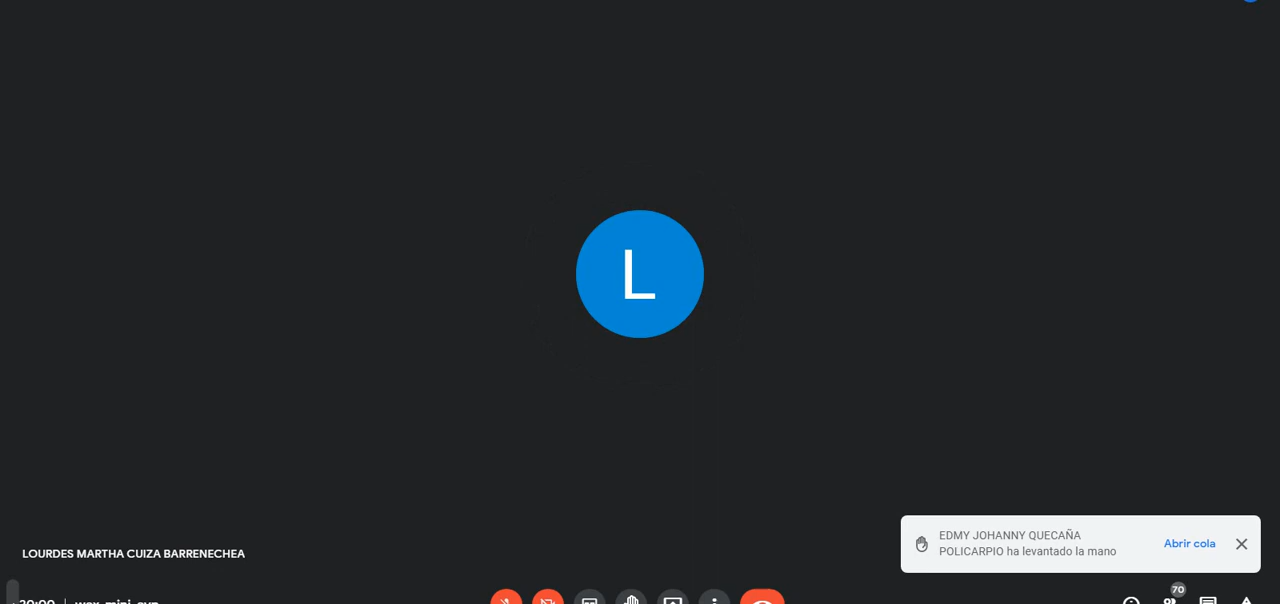 L
EDMY JOHANNY QUECAÑA
POLICARPIO ha levantado la mano
Abrir cola
LOURDES MARTHA CUIZA BARRENECHEA
70